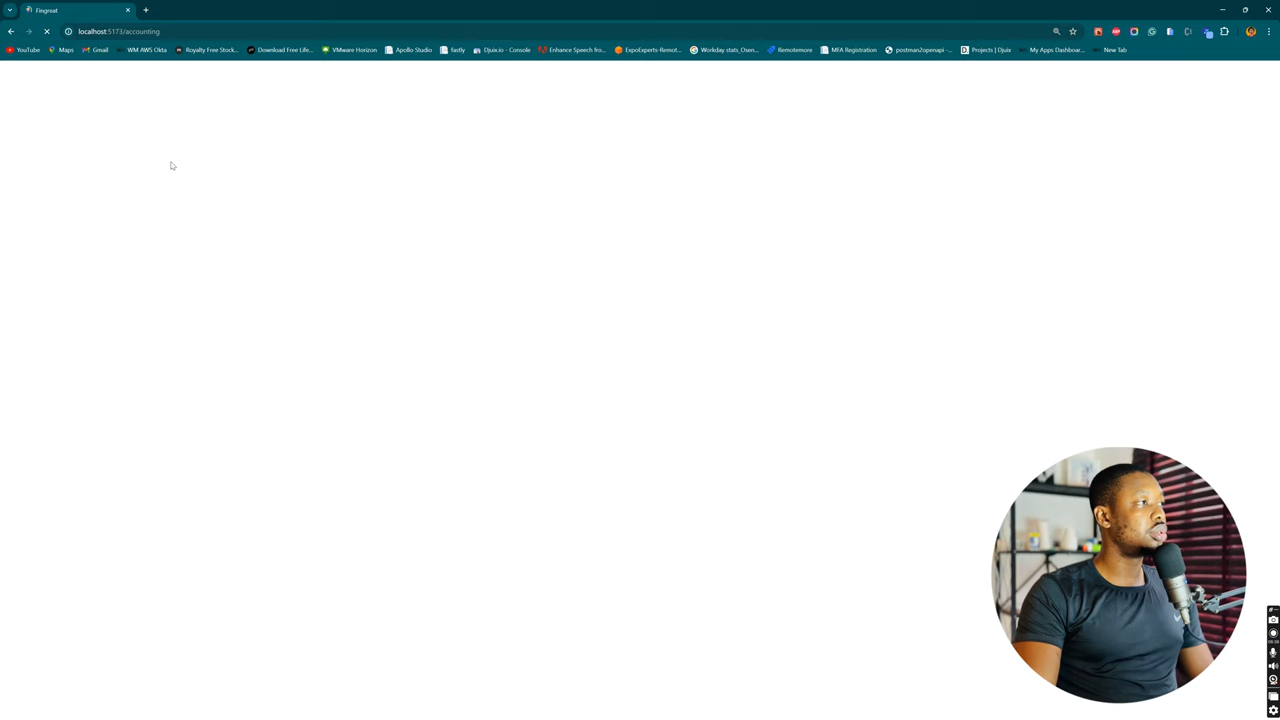 Fingreat
localhost:5173/accounting
YouTube Maps Gmail WM AWS Okta Royalty Free Stock... Download Free Life... VMware Horizon Apollo Studio fastly Djuix.io - Console Enhance Speech fro... ExpoExperts-Remot... Workday stats_Osen... Remotemore MFA Registration postman2openapi -... Projects | Djuix My Apps Dashboar... New Tab